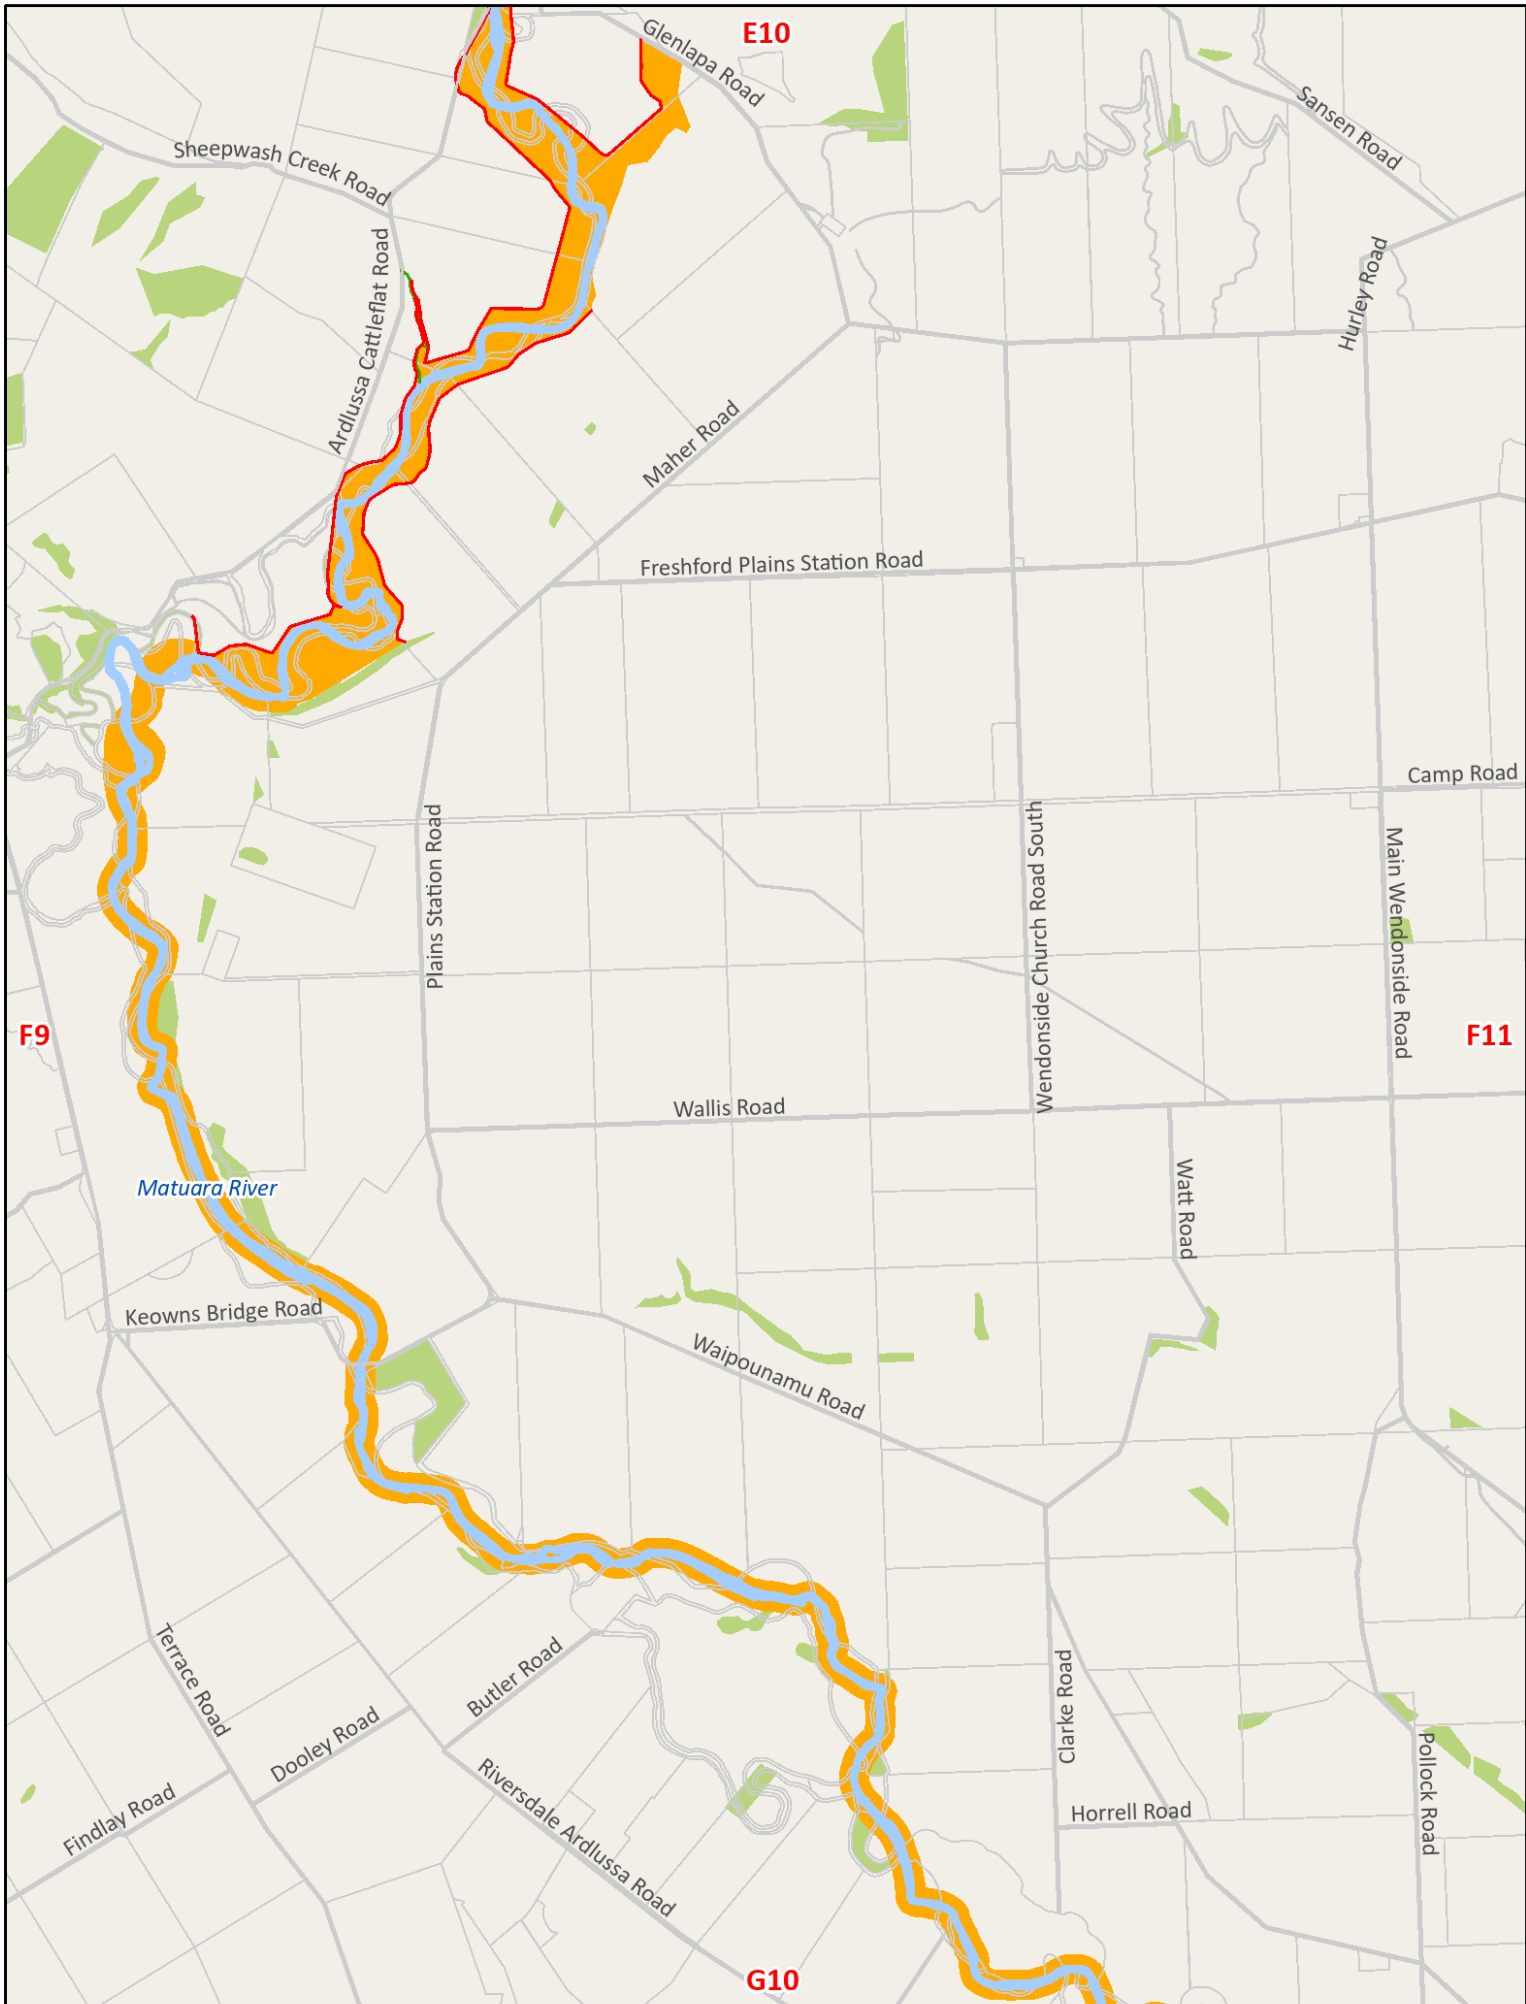 E10
Glenlapa Road
Sansen Road
Sheepwash Creek Road
Ardlussa Cattleflat Road
Hurley Road
Maher Road
Freshford Plains Station Road
Camp Road
Plains Station Road
Wendonside Church Road South
Main Wendonside Road
F9
F11
Wallis Road
Matuara River
Watt Road
Keowns Bridge Road
Waipounamu Road
Terrace Road
Butler Road
Clarke Road
Dooley Road
Pollock Road
Riversdale Ardlussa Road
Findlay Road
Horrell Road
G10